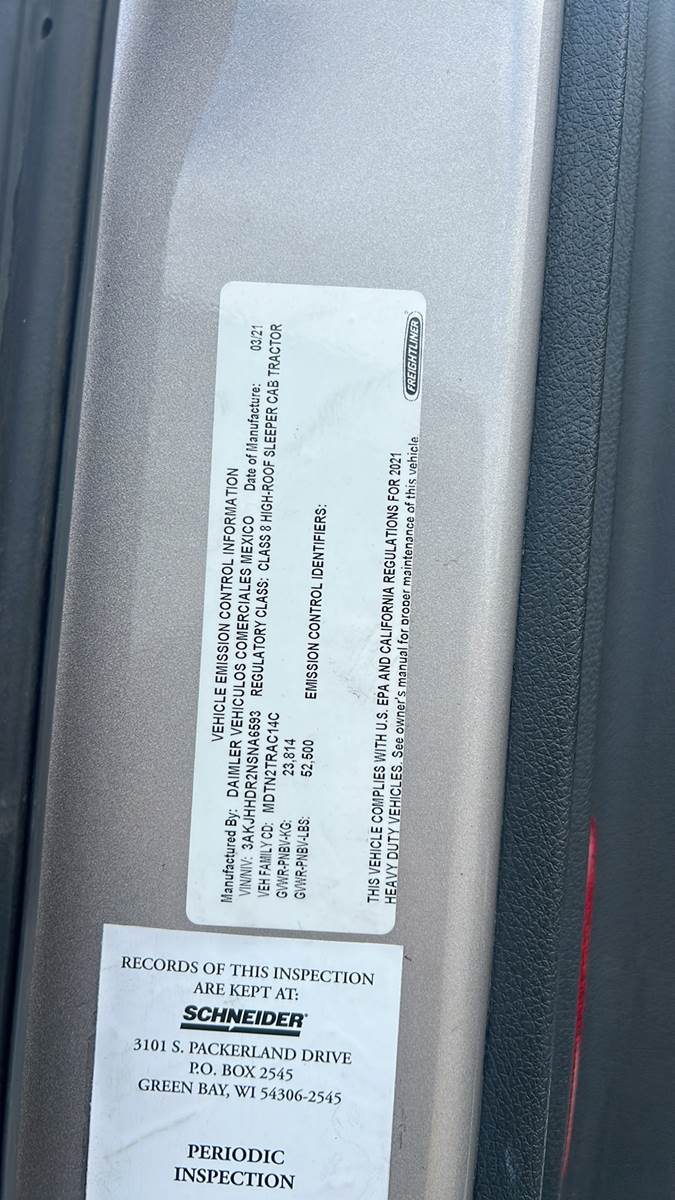 VEHICLE EMISSION CONTROL INFORMATION
Manufactured By: DAIMLER VEHICULOS COMERCIALES MEXICO Date of Manufacture: 03/21
VIN/NIV: 3AKJHHDR2NSNA6593 REGULATORY CLASS: CLASS 8 HIGH-ROOF SLEEPER CAB TRACTOR
VEH FAMILY CD: MDTN2TRAC14C
GVWR-PNBV-KG: 23,814
GVWR-PNBV-LBS: 52,500 EMISSION CONTROL IDENTIFIERS:
THIS VEHICLE COMPLIES WITH U.S. EPA AND CALIFORNIA REGULATIONS FOR 2021
HEAVY DUTY VEHICLES. See owner's manual for proper maintenance of this vehicle.
FREIGHTLINER
RECORDS OF THIS INSPECTION
ARE KEPT AT:
SCHNEIDER
3101 S. PACKERLAND DRIVE
P.O. BOX 2545
GREEN BAY, WI 54306-2545
PERIODIC
INSPECTION